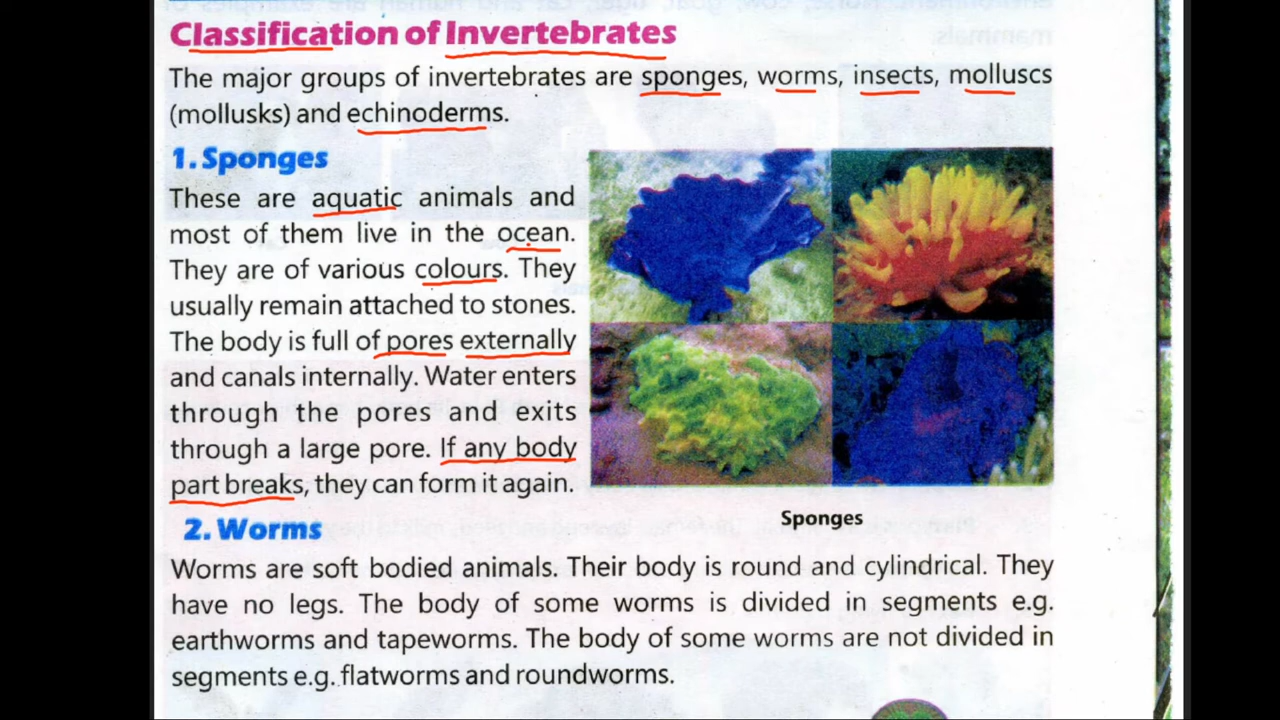 Classification of Invertebrates
The major groups of invertebrates are sponges, worms, insects, molluscs
(mollusks) and echinoderms.
1. Sponges
These are aquatic animals and
most of them live in the ocean.
They are of various colours. They
usually remain attached to stones.
The body is full of pores externally
and canals internally. Water enters
through the pores and exits
through a large pore. If any body
part breaks, they can form it again.
Sponges
2. Worms
Worms are soft bodied animals. Their body is round and cylindrical. They
have no legs. The body of some worms is divided in segments e.g.
earthworms and tapeworms. The body of some worms are not divided in
segments e.g. flatworms and roundworms.